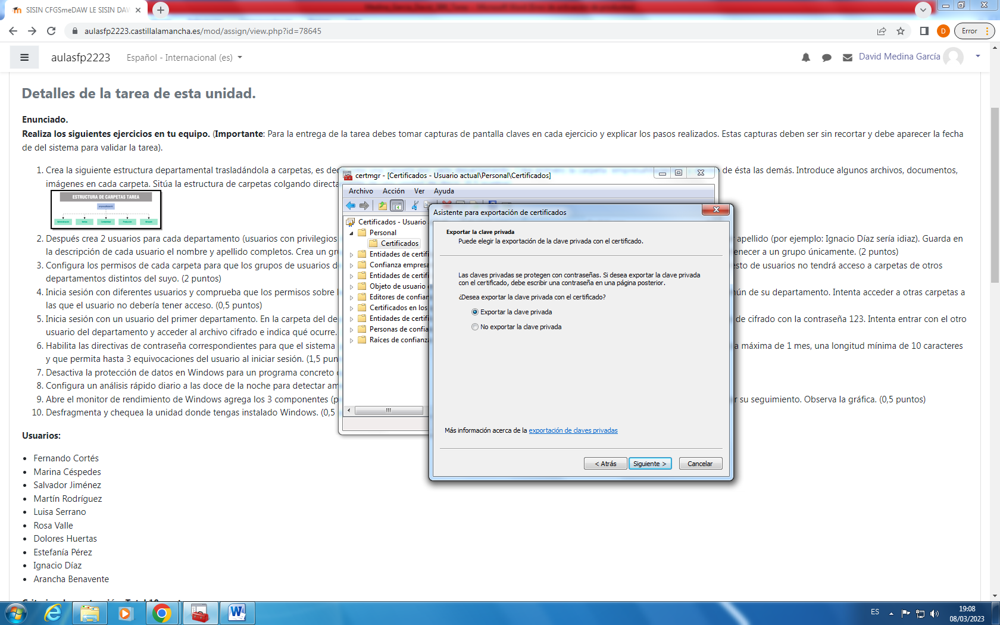 SISIN CFGSmeDAW LE SISIN DAW
aulasfp2223.castillalamancha.es/mod/assign/view.php?id=78645
D
Error
aulasfp2223
Español - Internacional (es)
David Medina García
Detalles de la tarea de esta unidad.
Enunciado.
Realiza los siguientes ejercicios en tu equipo. (Importante: Para la entrega de la tarea debes tomar capturas de pantalla claves en cada ejercicio y explicar los pasos realizados. Estas capturas deben ser sin recortar y debe aparecer la fecha
de del sistema para validar la tarea).
1. Crea la siguiente estructura departamental trasladándola a carpetas, es dec
de ésta las demás. Introduce algunos archivos, documentos,
imágenes en cada carpeta. Sitúa la estructura de carpetas colgando directa
ESTRUCTURA DE CARPETAS TAREA
2. Después crea 2 usuarios para cada departamento (usuarios con privilegios
apellido (por ejemplo: Ignacio Díaz sería idiaz). Guarda en
la descripción de cada usuario el nombre y apellido completos. Crea un gr
enecer a un grupo únicamente. (2 puntos)
3. Configura los permisos de cada carpeta para que los grupos de usuarios d
sto de usuarios no tendrá acceso a carpetas de otros
departamentos distintos del suyo. (2 puntos)
4. Inicia sesión con diferentes usuarios y comprueba que los permisos sobre
ún de su departamento. Intenta acceder a otras carpetas a
las que el usuario no debería tener acceso. (0,5 puntos)
5. Inicia sesión con un usuario del primer departamento. En la carpeta del de
de cifrado con la contraseña 123. Intenta entrar con el otro
usuario del departamento y acceder al archivo cifrado e indica qué ocurre.
6. Habilita las directivas de contraseña correspondientes para que el sistema
a máxima de 1 mes, una longitud mínima de 10 caracteres
y que permita hasta 3 equivocaciones del usuario al iniciar sesión. (1,5 pun
7. Desactiva la protección de datos en Windows para un programa concreto
8. Configura un análisis rápido diario a las doce de la noche para detectar am
9. Abre el monitor de rendimiento de Windows agrega los 3 componentes (p
r su seguimiento. Observa la gráfica. (0,5 puntos)
10. Desfragmenta y chequea la unidad donde tengas instalado Windows. (0,5
Usuarios:
• Fernando Cortés
• Marina Céspedes
• Salvador Jiménez
• Martín Rodríguez
• Luisa Serrano
• Rosa Valle
• Dolores Huertas
• Estefanía Pérez
• Ignacio Díaz
• Arancha Benavente
certmgr - [Certificados - Usuario actual\Personal\Certificados]
Archivo Acción Ver Ayuda
Certificados - Usuario
Personal
Certificados
Entidades de certifi
Confianza empresa
Entidades de certifi
Objeto de usuario
Editores de confian
Certificados en los
Entidades de certifi
Personas de confia
Raíces de confianz
Asistente para exportación de certificados
Exportar la clave privada
Puede elegir la exportación de la clave privada con el certificado.
Las claves privadas se protegen con contraseñas. Si desea exportar la clave privada
con el certificado, debe escribir una contraseña en una página posterior.
¿Desea exportar la clave privada con el certificado?
Exportar la clave privada
No exportar la clave privada
Más información acerca de la exportación de claves privadas
< Atrás Siguiente > Cancelar
ES
19:08
08/03/2023